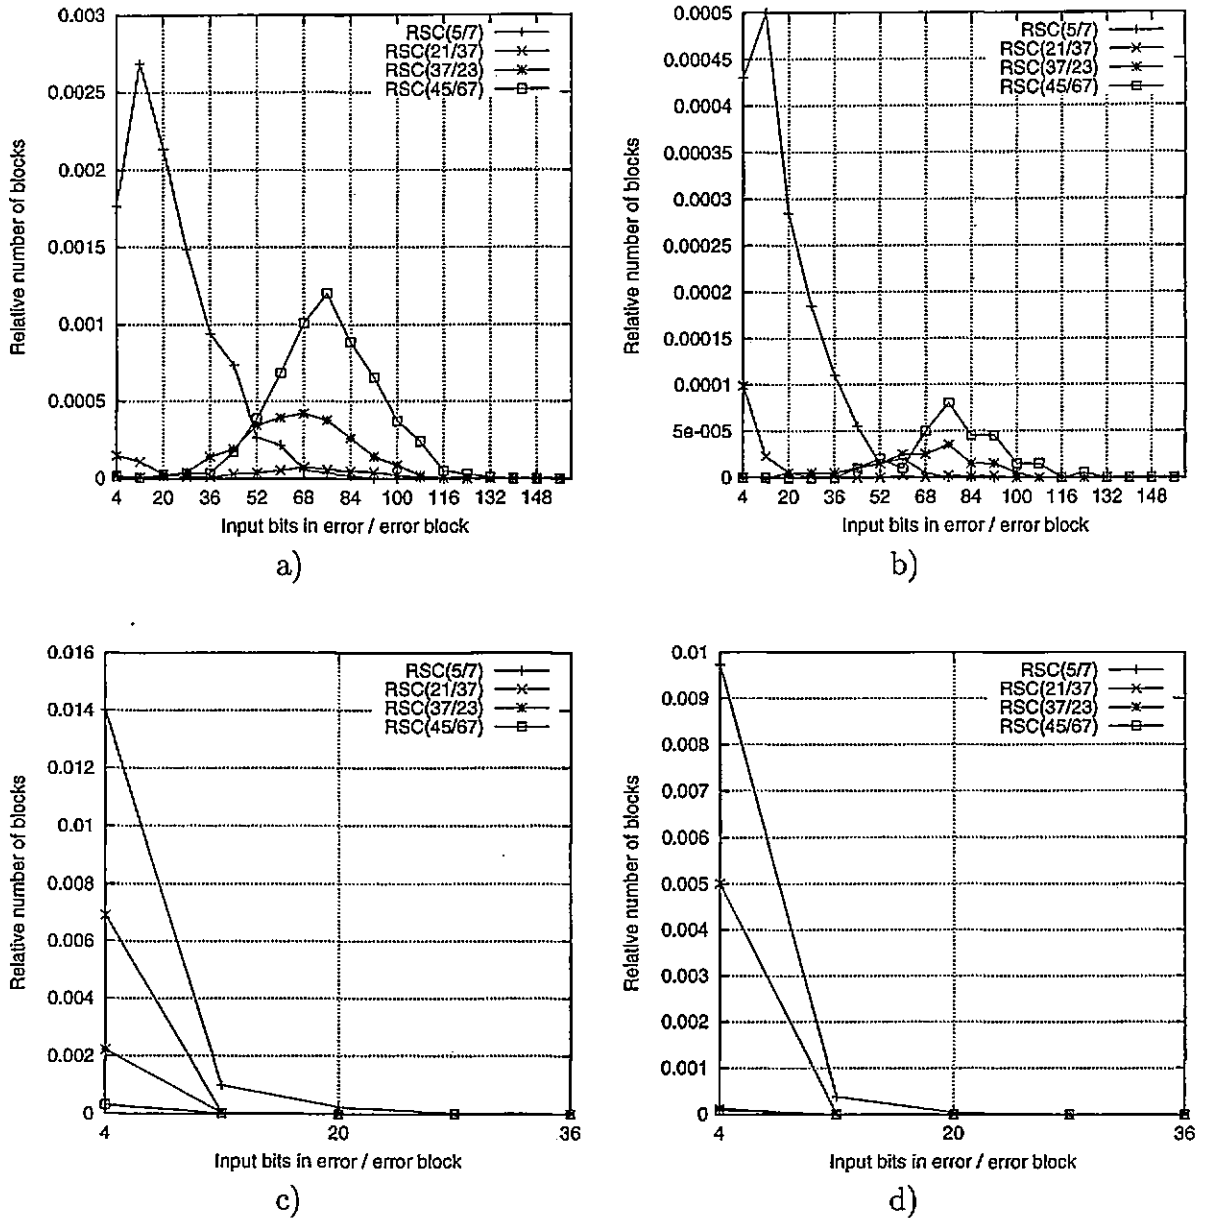 0.003
0.0025
0.002
0.0015
0.001
0.0005
0
Relative number of blocks
RSC(5/7)
RSC(21/37)
RSC(37/23)
RSC(45/67)
4 20 36 52 68 84 100 116 132 148
Input bits in error / error block
a)
0.0005
0.00045
0.0004
0.00035
0.0003
0.00025
0.0002
0.00015
0.0001
5e-005
0
Relative number of blocks
RSC(5/7)
RSC(21/37)
RSC(37/23)
RSC(45/67)
4 20 36 52 68 84 100 116 132 148
Input bits in error / error block
b)
0.016
0.014
0.012
0.01
0.008
0.006
0.004
0.002
0
Relative number of blocks
RSC(5/7)
RSC(21/37)
RSC(37/23)
RSC(45/67)
4 20 36
Input bits in error / error block
c)
0.01
0.009
0.008
0.007
0.006
0.005
0.004
0.003
0.002
0.001
0
Relative number of blocks
RSC(5/7)
RSC(21/37)
RSC(37/23)
RSC(45/67)
4 20 36
Input bits in error / error block
d)